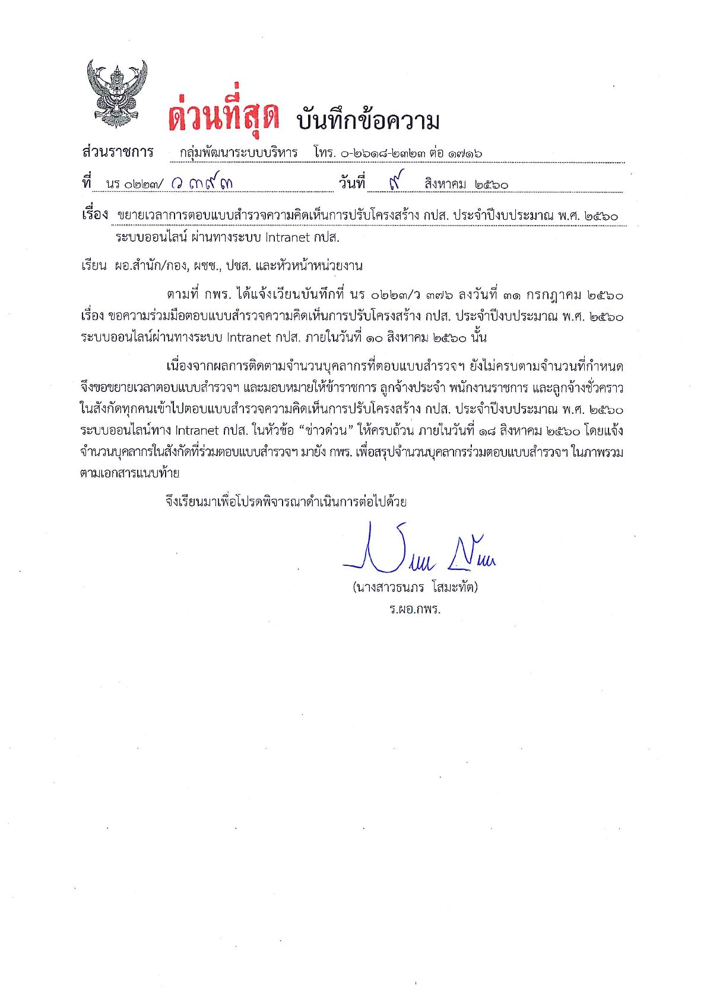 ด่วนที่สุด บันทึกข้อความ
ส่วนราชการ กลุ่มพัฒนาระบบบริหาร โทร. ๐-๒๖๑๘-๒๓๒๓ ต่อ ๑๗๑๖
ที่ นร ๐๒๒๓/ ว ๓๙๓ วันที่ ๙ สิงหาคม ๒๕๖๐
เรื่อง ขยายเวลาการตอบแบบสำรวจความคิดเห็นการปรับโครงสร้าง กปส. ประจำปีงบประมาณ พ.ศ. ๒๕๖๐
ระบบออนไลน์ ผ่านทางระบบ Intranet กปส.
เรียน ผอ.สำนัก/กอง, ผชช., ปชส. และหัวหน้าหน่วยงาน
ตามที่ กพร. ได้แจ้งเวียนบันทึกที่ นร ๐๒๒๓/ว ๓๗๖ ลงวันที่ ๓๑ กรกฎาคม ๒๕๖๐
เรื่อง ขอความร่วมมือตอบแบบสำรวจความคิดเห็นการปรับโครงสร้าง กปส. ประจำปีงบประมาณ พ.ศ. ๒๕๖๐
ระบบออนไลน์ผ่านทางระบบ Intranet กปส. ภายในวันที่ ๑๐ สิงหาคม ๒๕๖๐ นั้น
เนื่องจากผลการติดตามจำนวนบุคลากรที่ตอบแบบสำรวจฯ ยังไม่ครบตามจำนวนที่กำหนด
จึงขอขยายเวลาตอบแบบสำรวจฯ และมอบหมายให้ข้าราชการ ลูกจ้างประจำ พนักงานราชการ และลูกจ้างชั่วคราว
ในสังกัดทุกคนเข้าไปตอบแบบสำรวจความคิดเห็นการปรับโครงสร้าง กปส. ประจำปีงบประมาณ พ.ศ. ๒๕๖๐
ระบบออนไลน์ทาง Intranet กปส. ในหัวข้อ “ข่าวด่วน” ให้ครบถ้วน ภายในวันที่ ๑๘ สิงหาคม ๒๕๖๐ โดยแจ้ง
จำนวนบุคลากรในสังกัดที่ร่วมตอบแบบสำรวจฯ มายัง กพร. เพื่อสรุปจำนวนบุคลากรร่วมตอบแบบสำรวจฯ ในภาพรวม
ตามเอกสารแนบท้าย
จึงเรียนมาเพื่อโปรดพิจารณาดำเนินการต่อไปด้วย
(นางสาวธนภร โสมะทัต)
ร.ผอ.กพร.